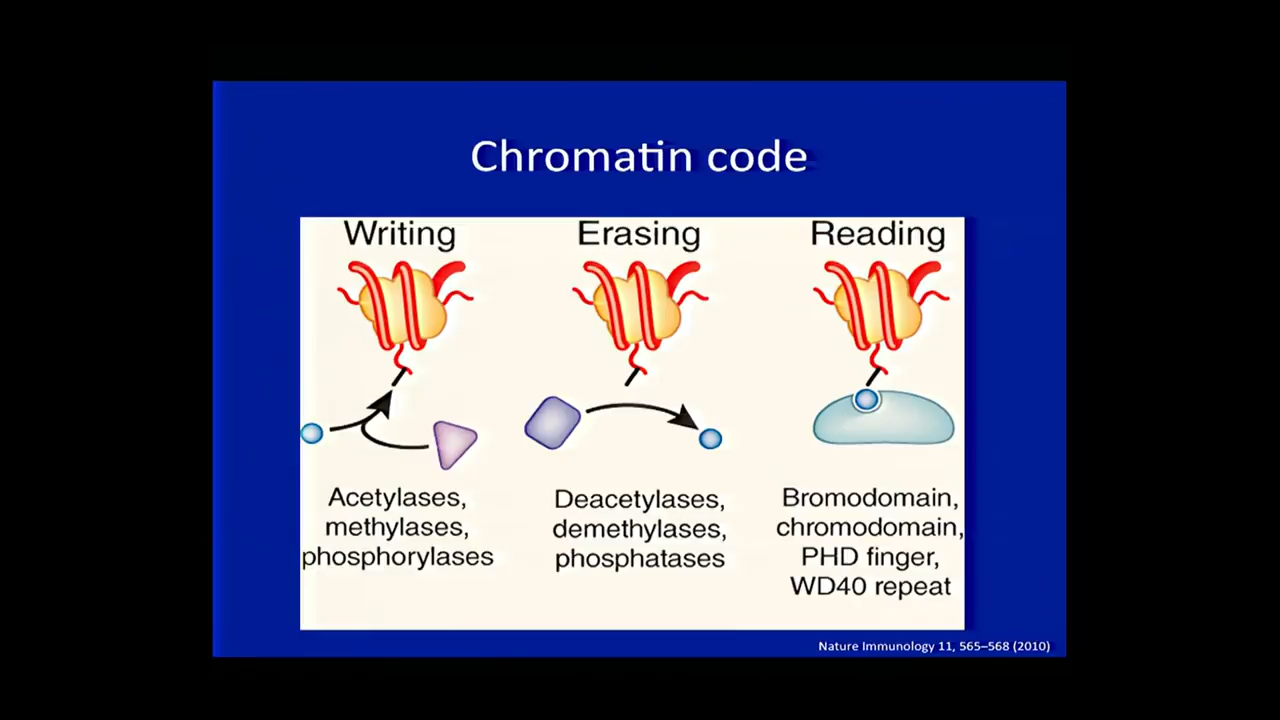 Chromatin code
Writing
Erasing
Reading
Acetylases,
methylases,
phosphorylases
Deacetylases,
demethylases,
phosphatases
Bromodomain,
chromodomain,
PHD finger,
WD40 repeat
Nature Immunology 11, 565–568 (2010)